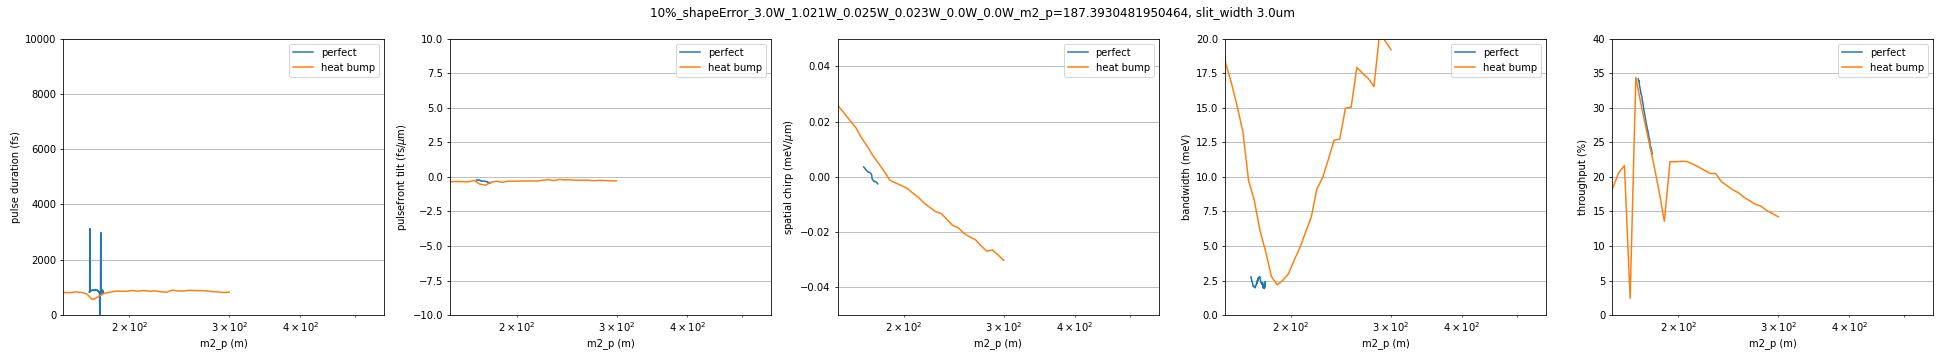 10%_shapeError_3.0W_1.021W_0.025W_0.023W_0.0W_0.0W_m2_p=187.3930481950464, slit_width 3.0um
pulse duration (fs)
10000
8000
6000
4000
2000
0
perfect
heat bump
2 × 10²
3 × 10²
4 × 10²
m2_p (m)
pulsefront tilt (fs/μm)
10.0
7.5
5.0
2.5
0.0
−2.5
−5.0
−7.5
−10.0
perfect
heat bump
2 × 10²
3 × 10²
4 × 10²
m2_p (m)
spatial chirp (meV/μm)
0.04
0.02
0.00
−0.02
−0.04
perfect
heat bump
2 × 10²
3 × 10²
4 × 10²
m2_p (m)
bandwidth (meV)
20.0
17.5
15.0
12.5
10.0
7.5
5.0
2.5
0.0
perfect
heat bump
2 × 10²
3 × 10²
4 × 10²
m2_p (m)
throughput (%)
40
35
30
25
20
15
10
5
0
perfect
heat bump
2 × 10²
3 × 10²
4 × 10²
m2_p (m)